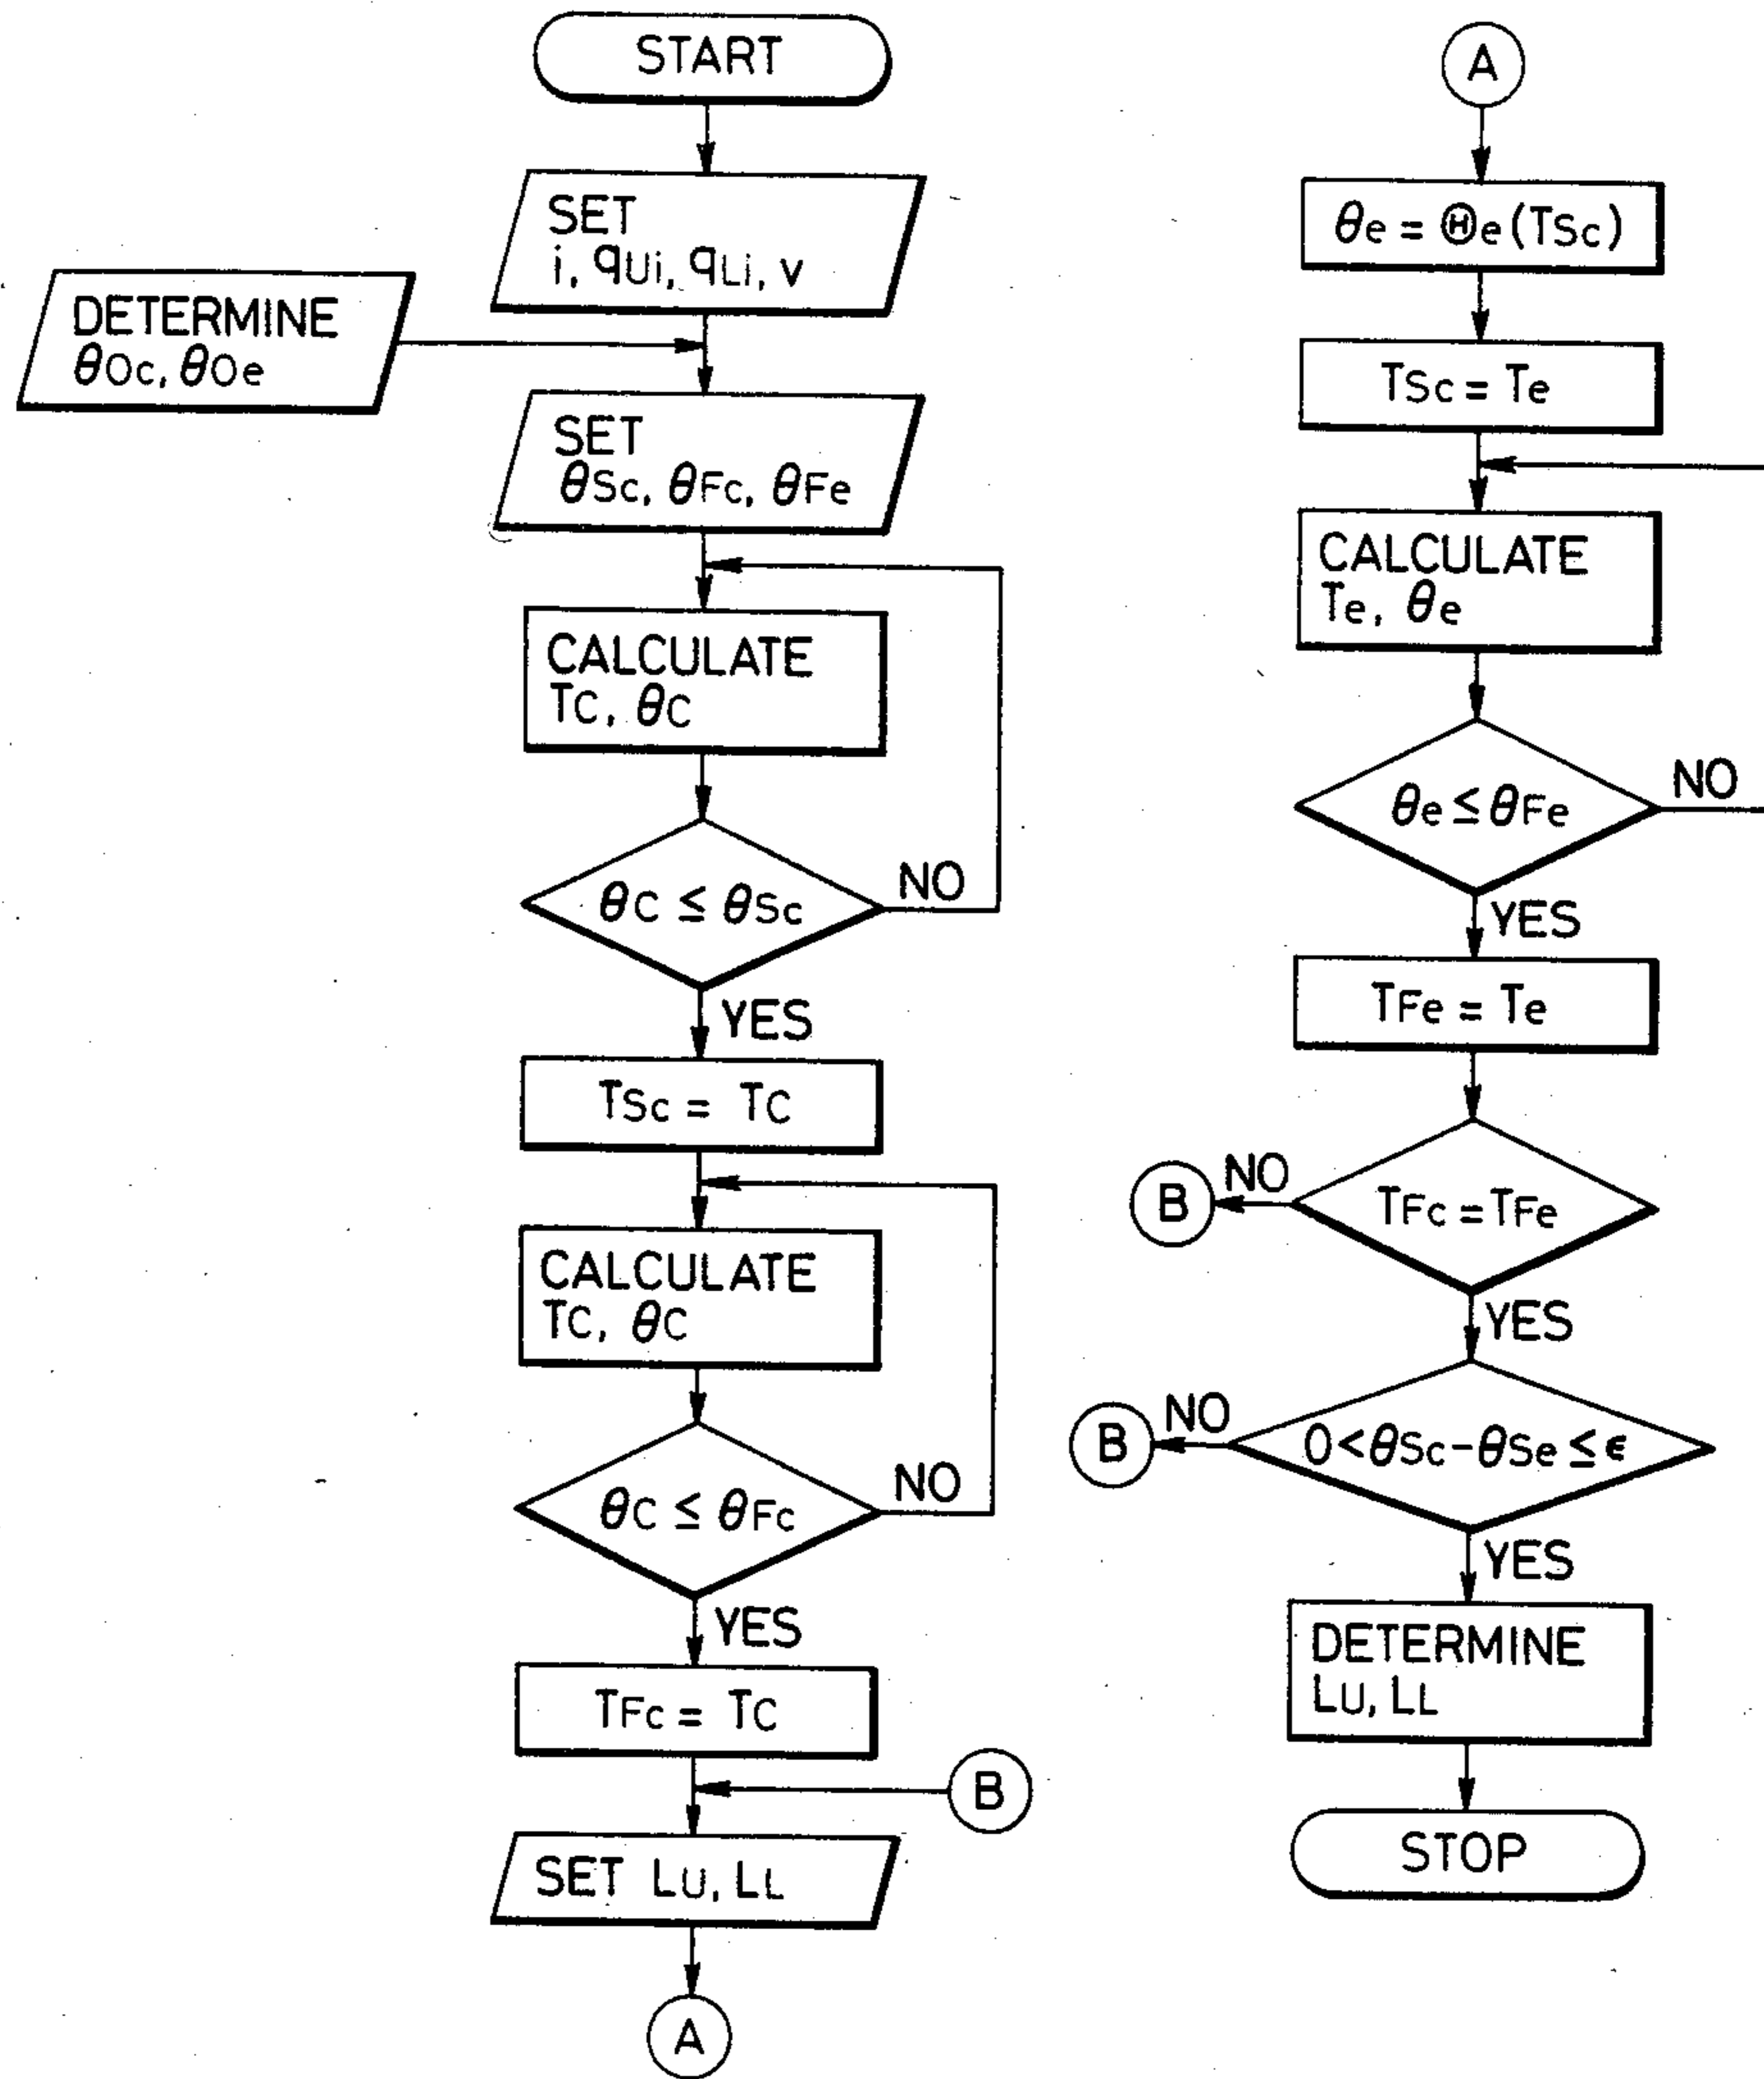 START
SET
i, qUi, qLi, v
DETERMINE
θOc, θOe
SET
θSc, θFc, θFe
CALCULATE
TC, θC
θC ≤ θSc
NO
YES
TSc = TC
CALCULATE
TC, θC
θC ≤ θFc
NO
YES
TFc = TC
B
SET LU, LL
A
A
θe = Θe(TSc)
TSc = Te
CALCULATE
Te, θe
θe ≤ θFe
NO
YES
TFe = Te
TFc = TFe
NO
B
YES
0 < θSc - θSe ≤ ϵ
NO
B
YES
DETERMINE
LU, LL
STOP